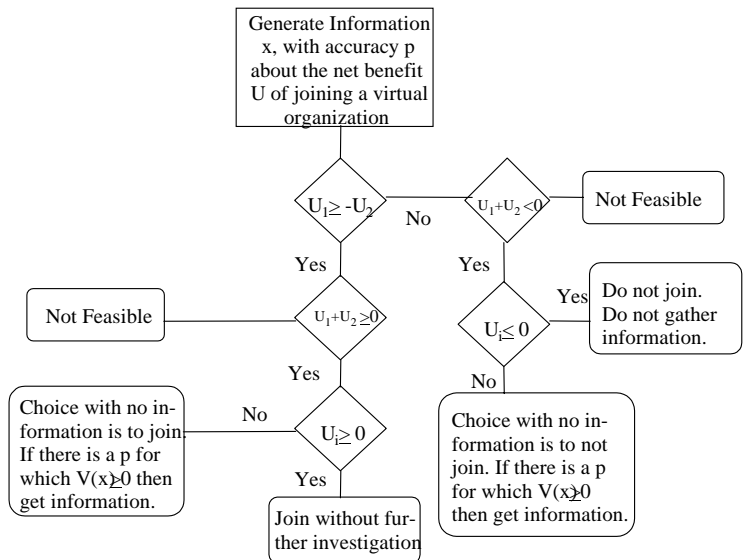 Generate Information
x, with accuracy p
about the net benefit
U of joining a virtual
organization
U₁≥ -U₂
No
U₁+U₂<0
Not Feasible
Yes
Yes
Not Feasible
U₁+U₂≥0
Uᵢ≤ 0
Yes
Do not join.
Do not gather
information.
Yes
No
Choice with no in-
formation is to join.
If there is a p for
which V(x)≥0 then
get information.
No
Uᵢ≥ 0
Choice with no in-
formation is to not
join. If there is a p
for which V(x)≥0
then get information.
Yes
Join without fur-
ther investigation